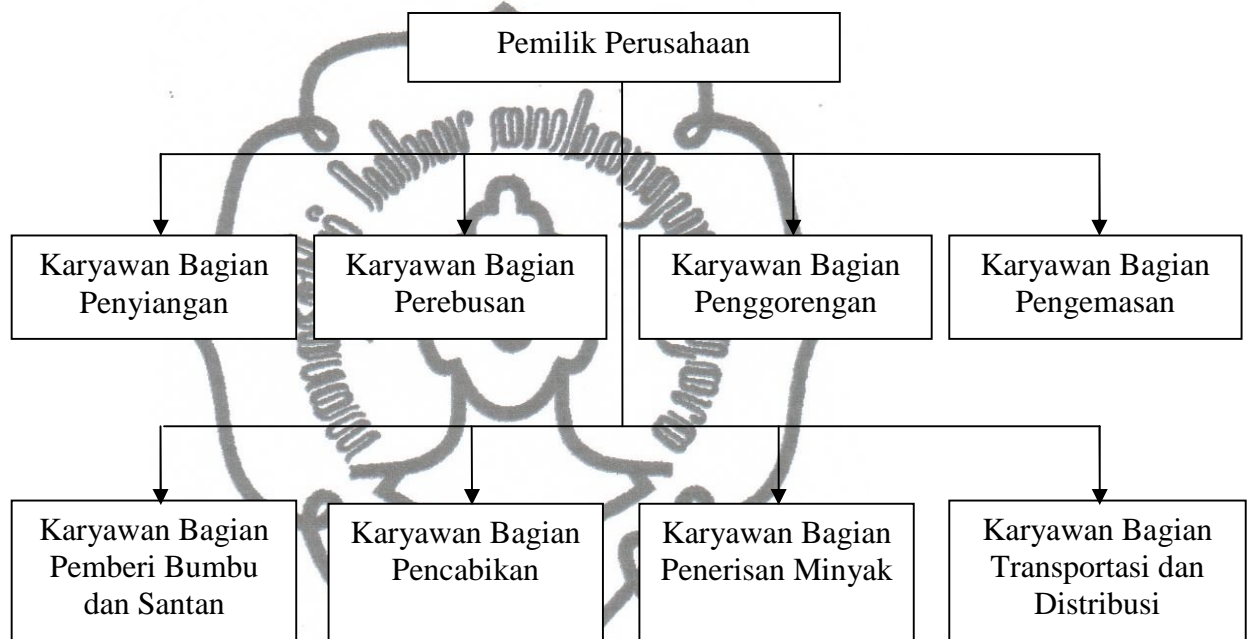 Pemilik Perusahaan
Karyawan Bagian
Penyiangan
Karyawan Bagian
Perebusan
Karyawan Bagian
Penggorengan
Karyawan Bagian
Pengemasan
Karyawan Bagian
Pemberi Bumbu
dan Santan
Karyawan Bagian
Pencabikan
Karyawan Bagian
Penerisan Minyak
Karyawan Bagian
Transportasi dan
Distribusi